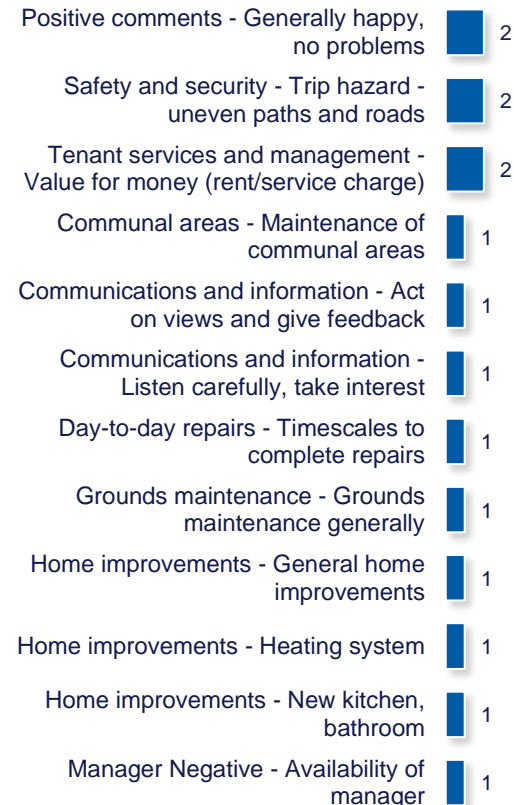 Positive comments - Generally happy,
no problems
2
Safety and security - Trip hazard -
uneven paths and roads
2
Tenant services and management -
Value for money (rent/service charge)
2
Communal areas - Maintenance of
communal areas
1
Communications and information - Act
on views and give feedback
1
Communications and information -
Listen carefully, take interest
1
Day-to-day repairs - Timescales to
complete repairs
1
Grounds maintenance - Grounds
maintenance generally
1
Home improvements - General home
improvements
1
Home improvements - Heating system
1
Home improvements - New kitchen,
bathroom
1
Manager Negative - Availability of
manager
1